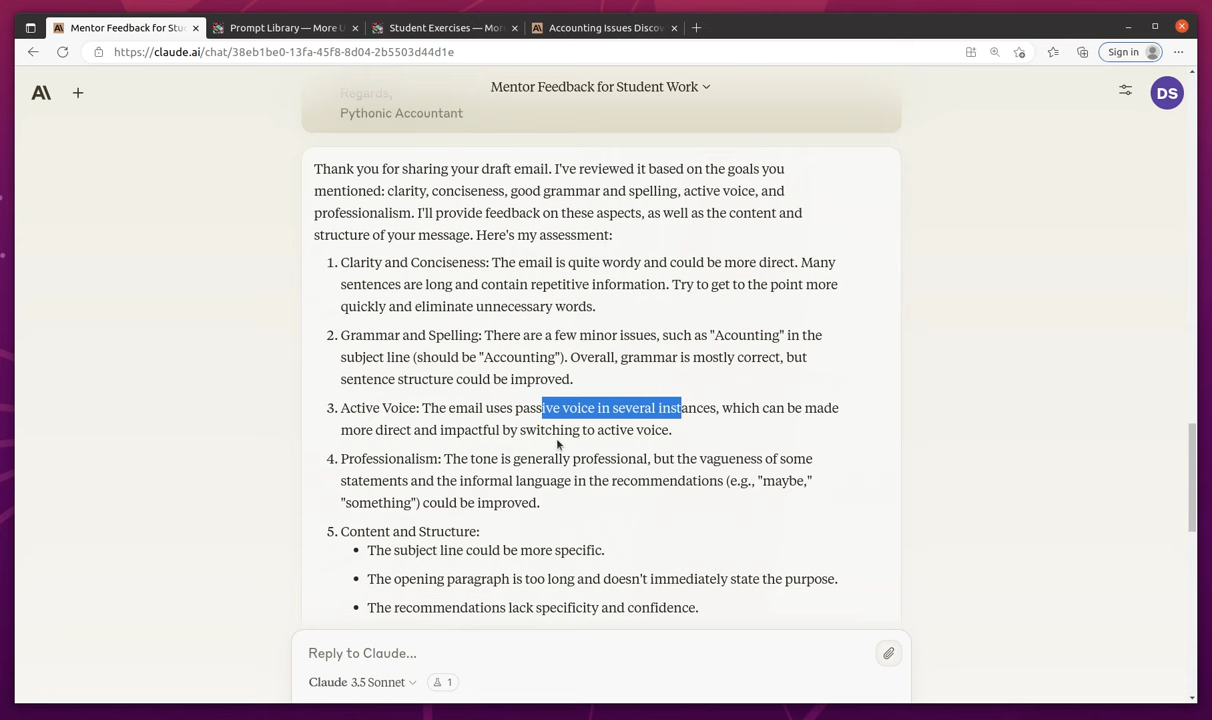 Mentor Feedback for Stu
Prompt Library — More U
Student Exercises — Mor
Accounting Issues Discov
https://claude.ai/chat/38eb1be0-13fa-45f8-8d04-2b5503d44d1e
Sign in
Mentor Feedback for Student Work
DS
Regards,
Pythonic Accountant
Thank you for sharing your draft email. I've reviewed it based on the goals you
mentioned: clarity, conciseness, good grammar and spelling, active voice, and
professionalism. I'll provide feedback on these aspects, as well as the content and
structure of your message. Here's my assessment:
1. Clarity and Conciseness: The email is quite wordy and could be more direct. Many
sentences are long and contain repetitive information. Try to get to the point more
quickly and eliminate unnecessary words.
2. Grammar and Spelling: There are a few minor issues, such as "Acounting" in the
subject line (should be "Accounting"). Overall, grammar is mostly correct, but
sentence structure could be improved.
3. Active Voice: The email uses passive voice in several instances, which can be made
more direct and impactful by switching to active voice.
4. Professionalism: The tone is generally professional, but the vagueness of some
statements and the informal language in the recommendations (e.g., "maybe,"
"something") could be improved.
5. Content and Structure:
• The subject line could be more specific.
• The opening paragraph is too long and doesn't immediately state the purpose.
• The recommendations lack specificity and confidence.
Reply to Claude...
Claude 3.5 Sonnet
1